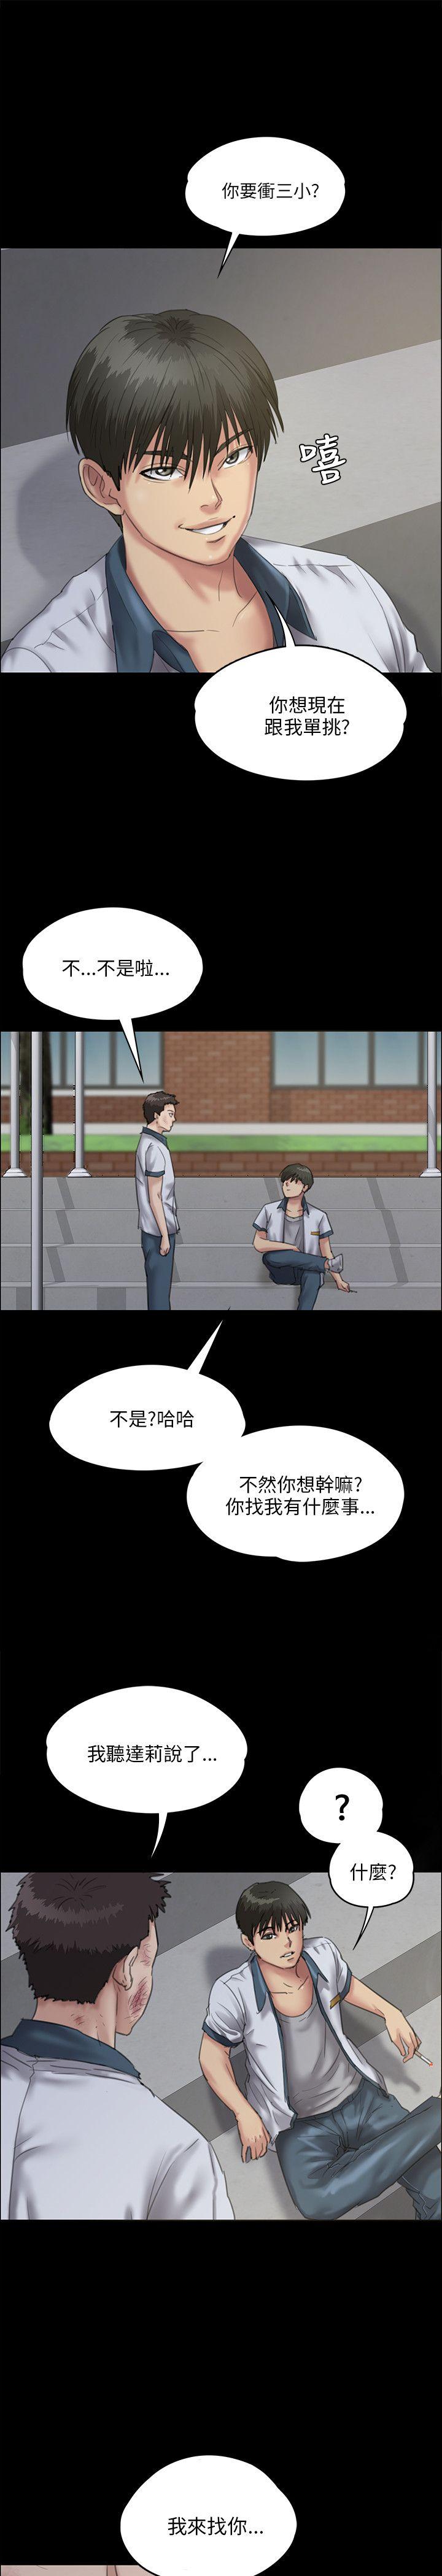 你要衝三小?
嘻
你想現在
跟我單挑?
不...不是啦...
不是?哈哈
不然你想幹嘛?
你找我有什麼事...
我聽達莉說了...
?
什麼?
我來找你...